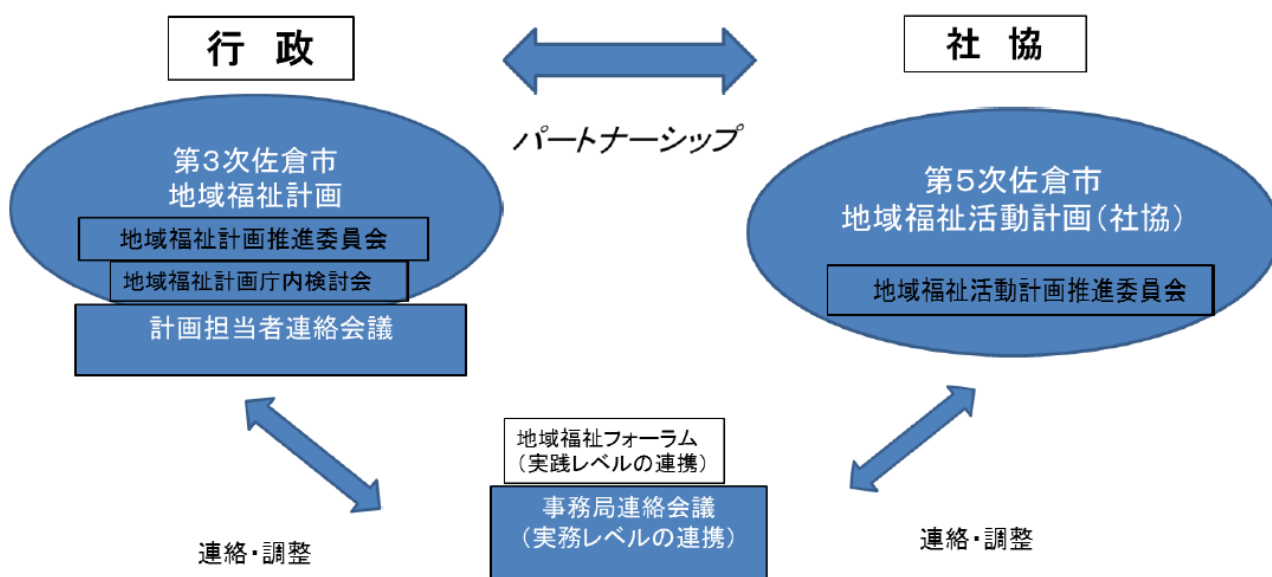 行 政
社 協
パートナーシップ
第３次佐倉市
地域福祉計画
地域福祉計画推進委員会
地域福祉計画庁内検討会
計画担当者連絡会議
第５次佐倉市
地域福祉活動計画（社協）
地域福祉活動計画推進委員会
地域福祉フォーラム
（実践レベルの連携）
事務局連絡会議
（実務レベルの連携）
連絡・調整
連絡・調整